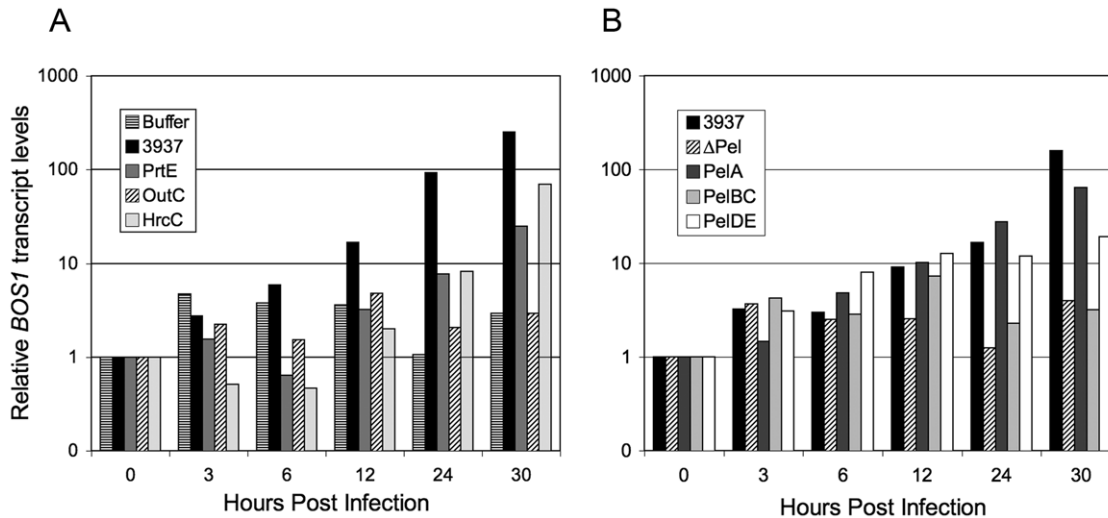 A
Relative BOS1 transcript levels
1000
100
10
1
0
Buffer
3937
PrtE
OutC
HrcC
0 3 6 12 24 30
Hours Post Infection
B
1000
100
10
1
0
3937
ΔPel
PelA
PelBC
PelDE
0 3 6 12 24 30
Hours Post Infection